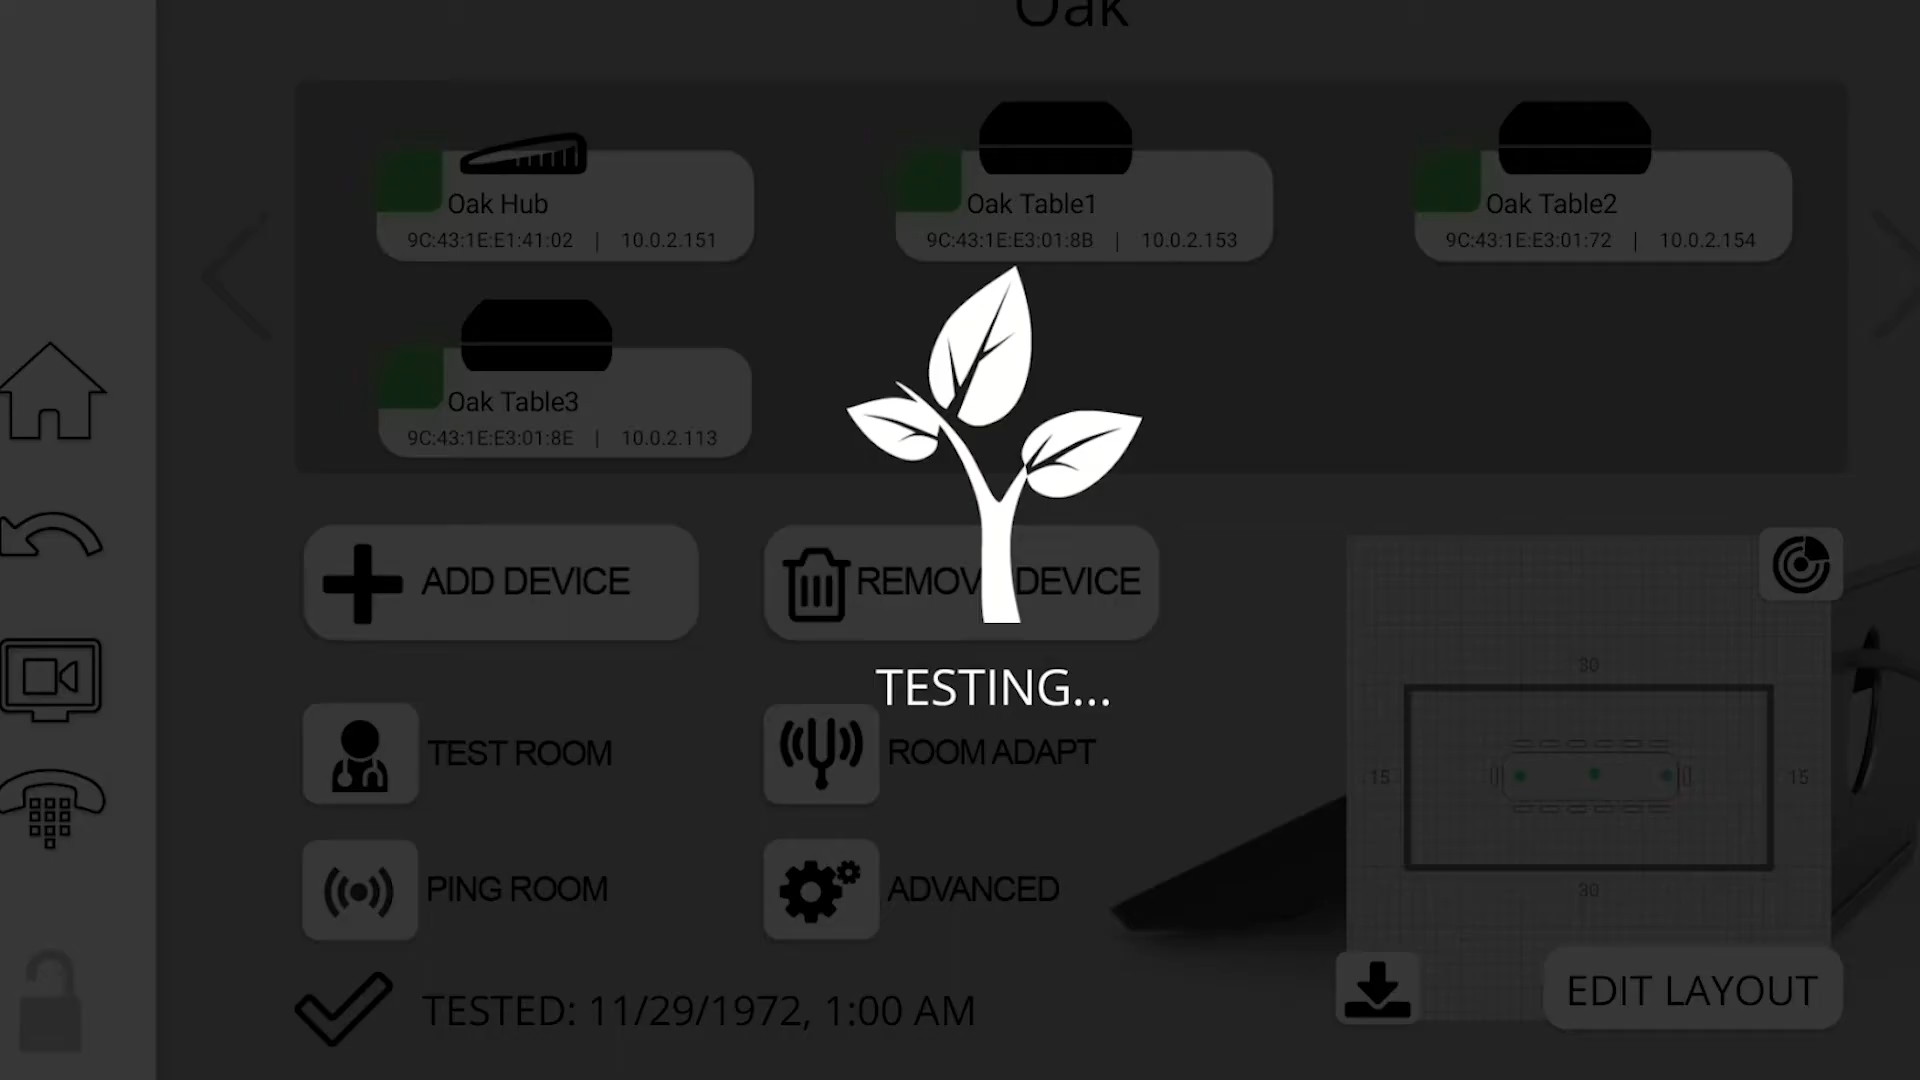 Oak
Oak Hub
9C:43:1E:E1:41:02 | 10.0.2.151
Oak Table1
9C:43:1E:E3:01:8B | 10.0.2.153
Oak Table2
9C:43:1E:E3:01:72 | 10.0.2.154
Oak Table3
9C:43:1E:E3:01:8E | 10.0.2.113
ADD DEVICE
REMOV DEVICE
TESTING...
TEST ROOM
ROOM ADAPT
PING ROOM
ADVANCED
TESTED: 11/29/1972, 1:00 AM
30
15
15
30
EDIT LAYOUT